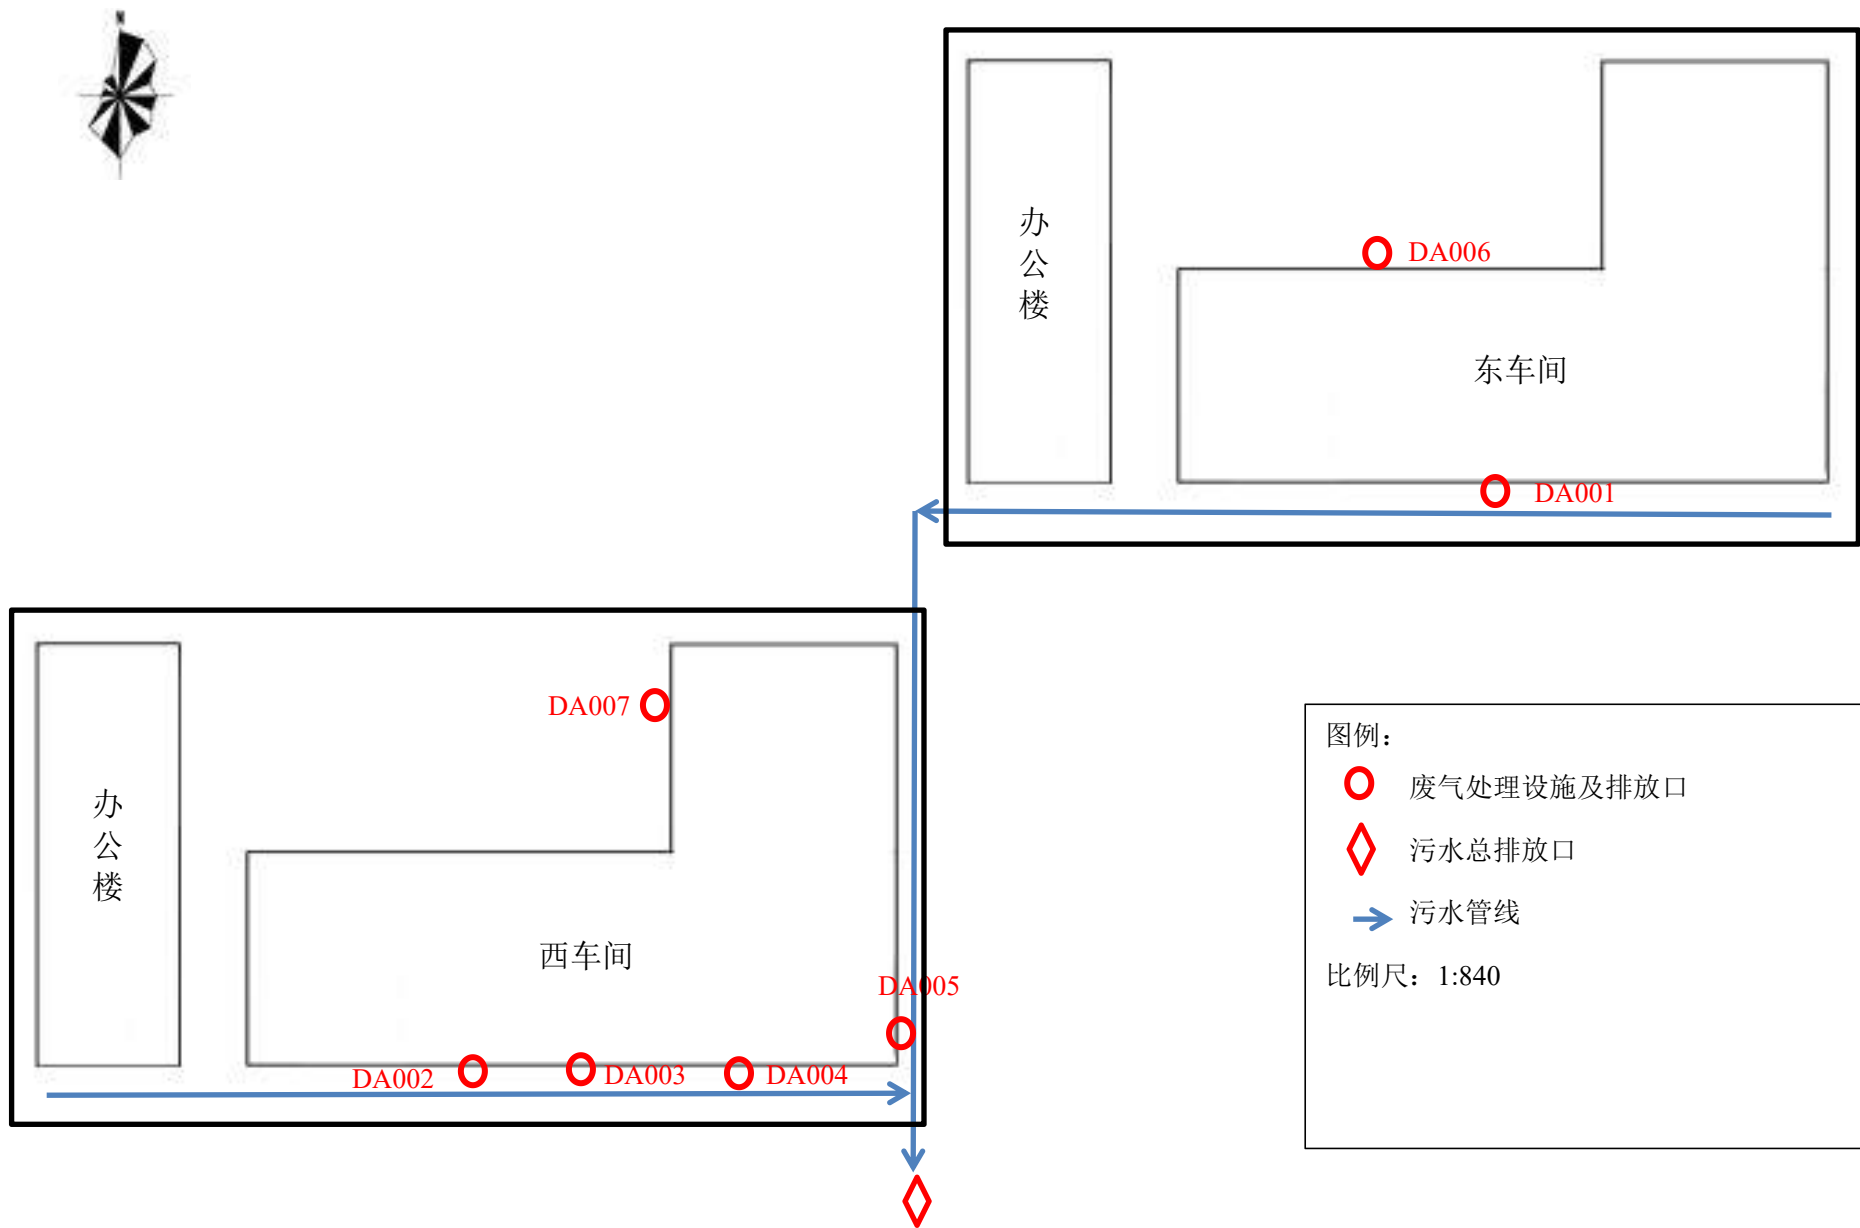 N
办
公
楼
DA006
东车间
DA001
DA007
办
公
楼
西车间
DA005
DA002
DA003
DA004
图例：
废气处理设施及排放口
污水总排放口
污水管线
比例尺：1:840